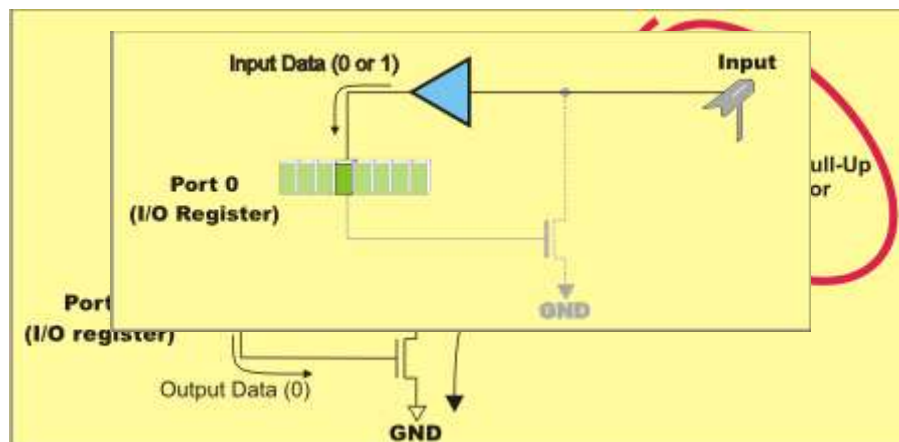 Input Data (0 or 1)
Input
Port 0
(I/O Register)
GND
ull-Up
or
Port
(I/O register)
Output Data (0)
GND